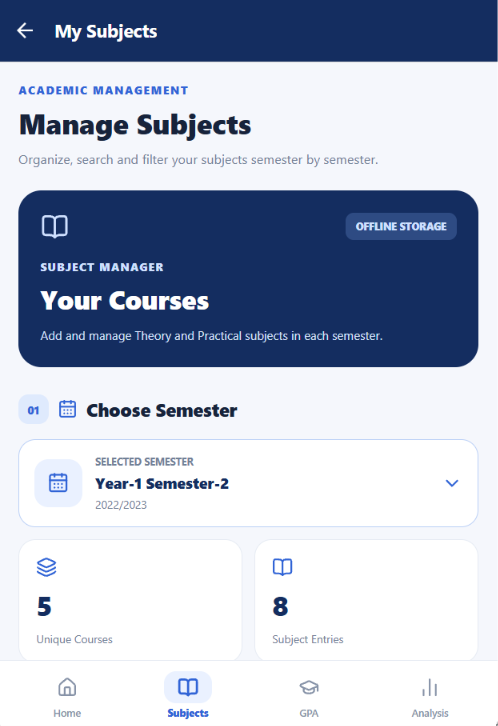 My Subjects
ACADEMIC MANAGEMENT
Manage Subjects
Organize, search and filter your subjects semester by semester.
OFFLINE STORAGE
SUBJECT MANAGER
Your Courses
Add and manage Theory and Practical subjects in each semester.
01 Choose Semester
SELECTED SEMESTER
Year-1 Semester-2
2022/2023
5
Unique Courses
8
Subject Entries
Home Subjects GPA Analysis